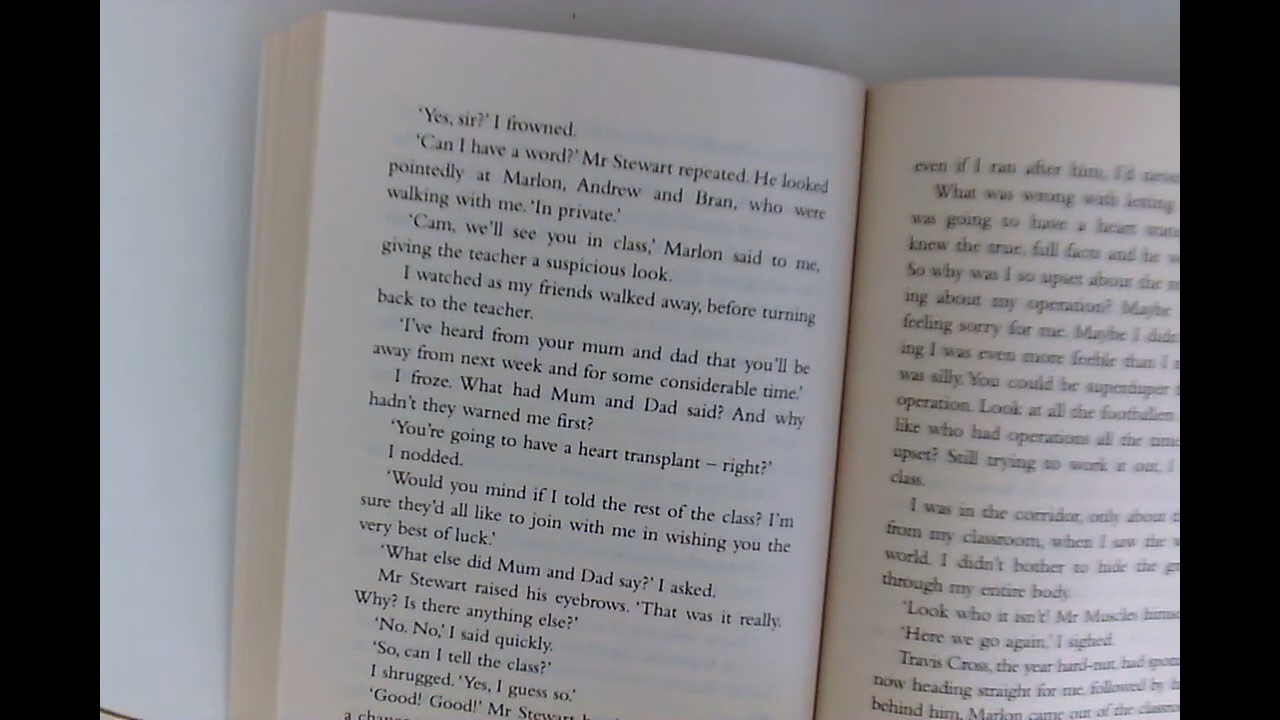 ‘Yes, sir?’ I frowned.
‘Can I have a word?’ Mr Stewart repeated. He looked
pointedly at Marlon, Andrew and Bran, who were
walking with me. ‘In private.’
‘Cam, we’ll see you in class,’ Marlon said to me,
giving the teacher a suspicious look.
I watched as my friends walked away, before turning
back to the teacher.
‘I’ve heard from your mum and dad that you’ll be
away from next week and for some considerable time.’
I froze. What had Mum and Dad said? And why
hadn’t they warned me first?
‘You’re going to have a heart transplant – right?’
I nodded.
‘Would you mind if I told the rest of the class? I’m
sure they’d all like to join with me in wishing you the
very best of luck.’
‘What else did Mum and Dad say?’ I asked.
Mr Stewart raised his eyebrows. ‘That was it really.
Why? Is there anything else?’
‘No. No,’ I said quickly.
‘So, can I tell the class?’
I shrugged. ‘Yes, I guess so.’
‘Good! Good!’ Mr Stewart
a
even if I ran after him, I’d
What was wrong with letting
was going to have a heart
knew the true, full facts and he
So why was I so upset about the
ing about my operation? Maybe
feeling sorry for me. Maybe I
ing I was even more feeble than I
was silly. You could be superduper
operation. Look at all the
like who had operations all the
upset? Still trying to work it out, I
class.
I was in the corridor, only about
from my classroom, when I saw the
world. I didn’t bother to hide the
through my entire body.
‘Look who it isn’t! Mr Muscles
‘Here we go again,’ I sighed.
Travis Cross, the year hard-nut, had
now heading straight for me, followed by
behind him, Marlon came out of the